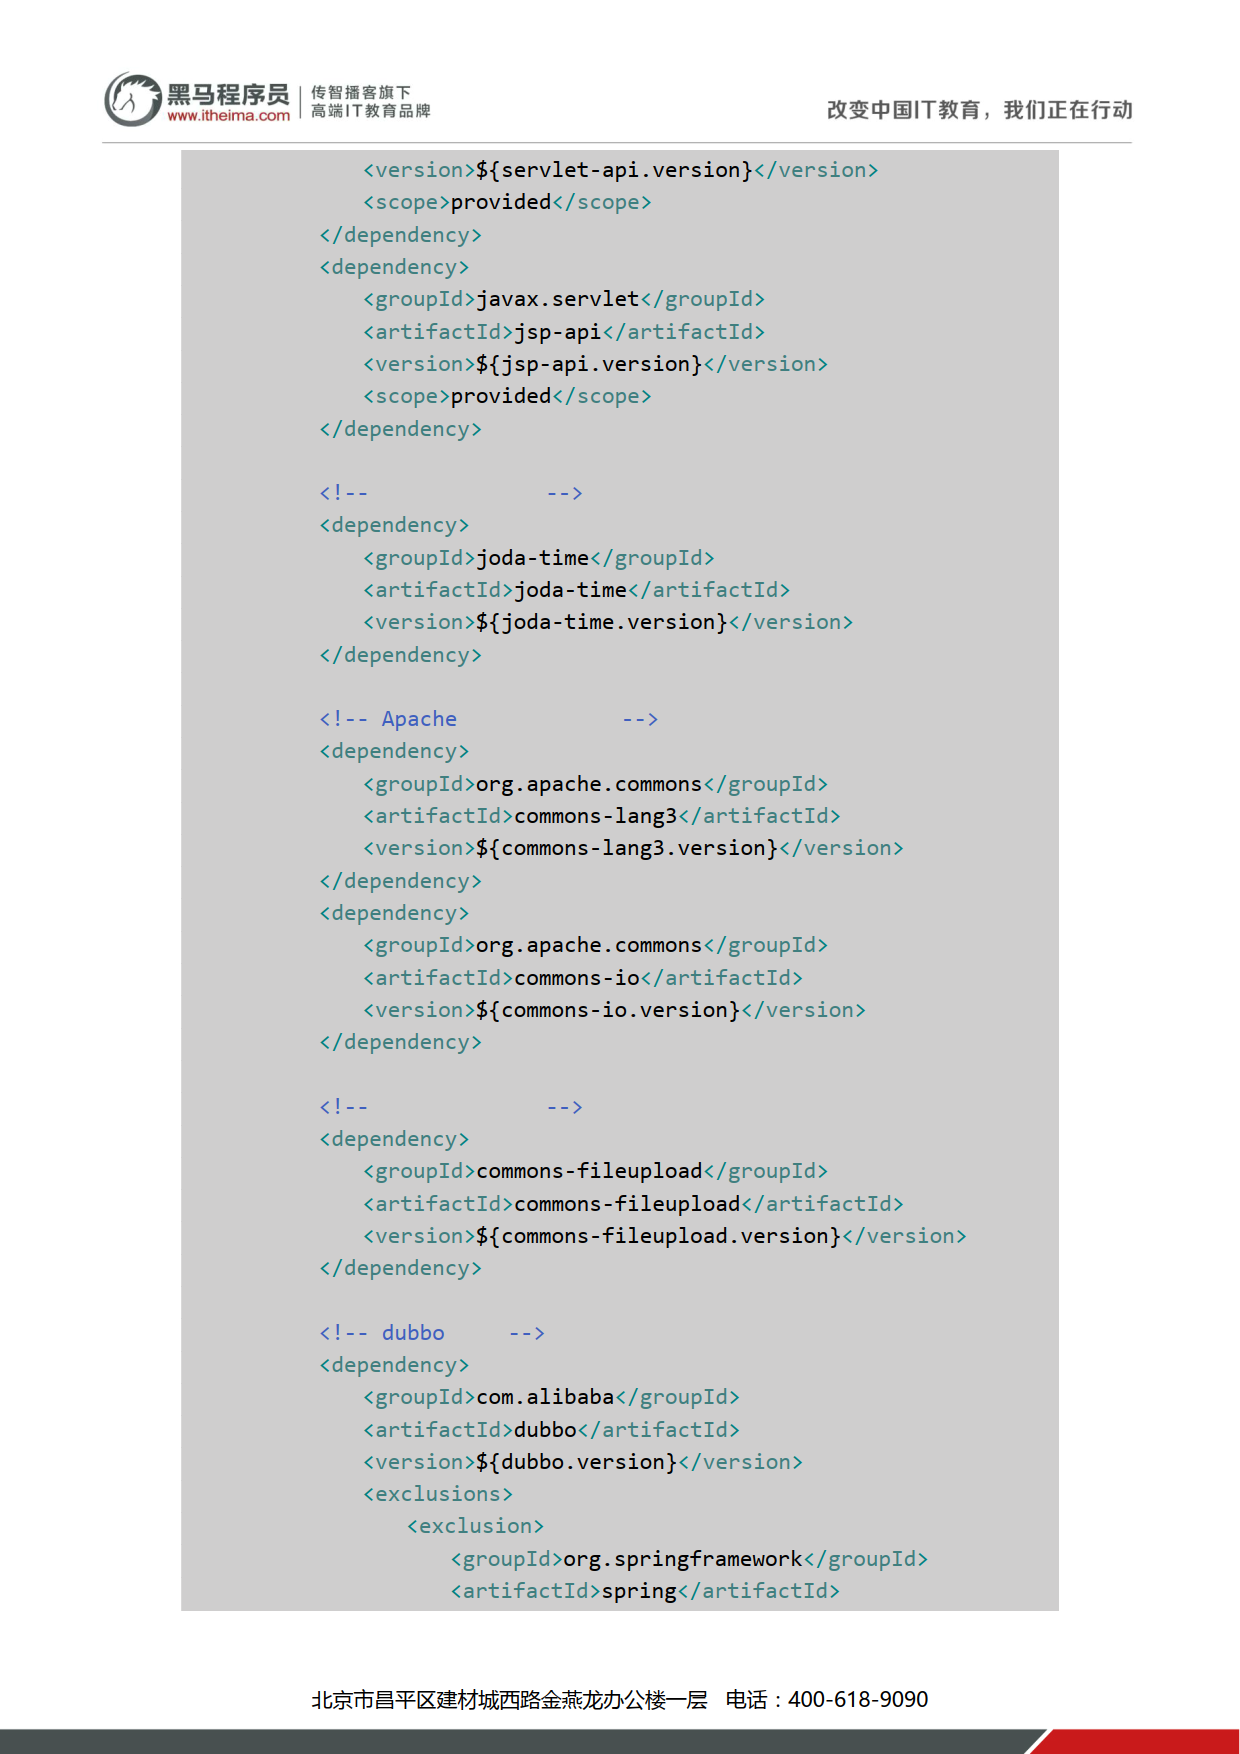 黑马程序员
www.itheima.com
传智播客旗下
高端IT教育品牌
改变中国IT教育，我们正在行动
<version>${servlet-api.version}</version>
<scope>provided</scope>
</dependency>
<dependency>
<groupId>javax.servlet</groupId>
<artifactId>jsp-api</artifactId>
<version>${jsp-api.version}</version>
<scope>provided</scope>
</dependency>
<!-- -->
<dependency>
<groupId>joda-time</groupId>
<artifactId>joda-time</artifactId>
<version>${joda-time.version}</version>
</dependency>
<!-- Apache -->
<dependency>
<groupId>org.apache.commons</groupId>
<artifactId>commons-lang3</artifactId>
<version>${commons-lang3.version}</version>
</dependency>
<dependency>
<groupId>org.apache.commons</groupId>
<artifactId>commons-io</artifactId>
<version>${commons-io.version}</version>
</dependency>
<!-- -->
<dependency>
<groupId>commons-fileupload</groupId>
<artifactId>commons-fileupload</artifactId>
<version>${commons-fileupload.version}</version>
</dependency>
<!-- dubbo -->
<dependency>
<groupId>com.alibaba</groupId>
<artifactId>dubbo</artifactId>
<version>${dubbo.version}</version>
<exclusions>
<exclusion>
<groupId>org.springframework</groupId>
<artifactId>spring</artifactId>
北京市昌平区建材城西路金燕龙办公楼一层 电话：400-618-9090